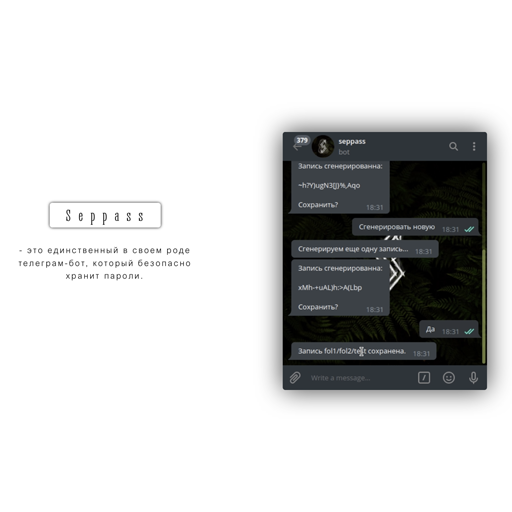 Seppass
- это единственный в своем роде
телеграм-бот, который безопасно
хранит пароли.
379
seppass
bot
Запись сгенерированна:
~h?Y)ugN3[J}%,Aqo
Сохранить?
18:31
Сгенерировать новую 18:31
Сгенерируем еще одну запись... 18:31
Запись сгенерированна:
xMh-+uAL)h:>A(Lbp
Сохранить?
18:31
Да 18:31
Запись fol1/fol2/test сохранена. 18:31
Write a message...